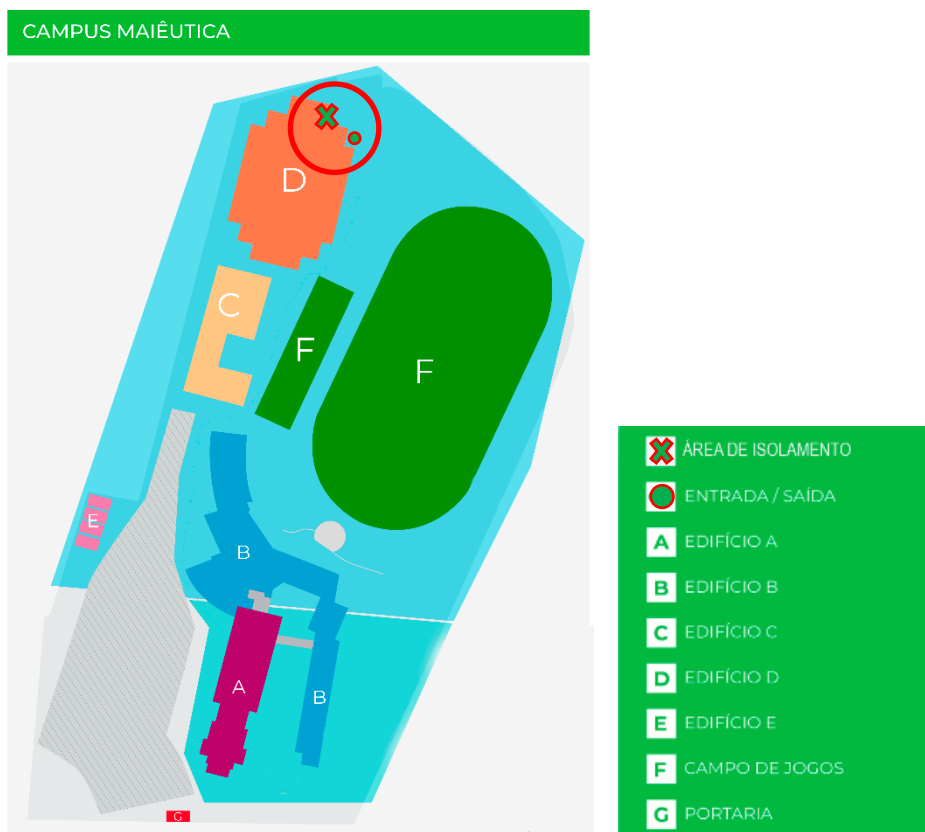 CAMPUS MAIÊUTICA
D
C
F
F
E
B
A
B
G
ÁREA DE ISOLAMENTO
ENTRADA / SAÍDA
A EDIFÍCIO A
B EDIFÍCIO B
C EDIFÍCIO C
D EDIFÍCIO D
E EDIFÍCIO E
F CAMPO DE JOGOS
G PORTARIA